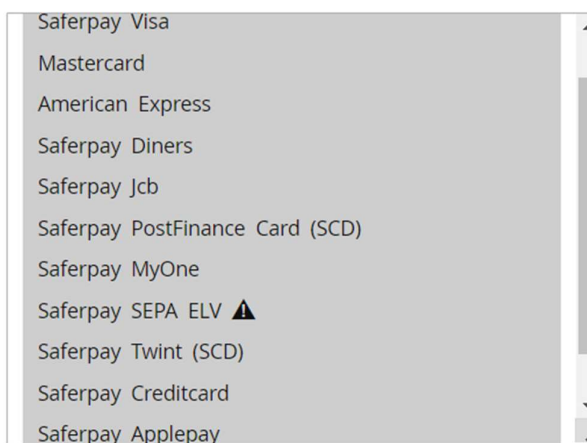 Saferpay Visa
Mastercard
American Express
Saferpay Diners
Saferpay Jcb
Saferpay PostFinance Card (SCD)
Saferpay MyOne
Saferpay SEPA ELV ⚠
Saferpay Twint (SCD)
Saferpay Creditcard
Saferpay Applepay